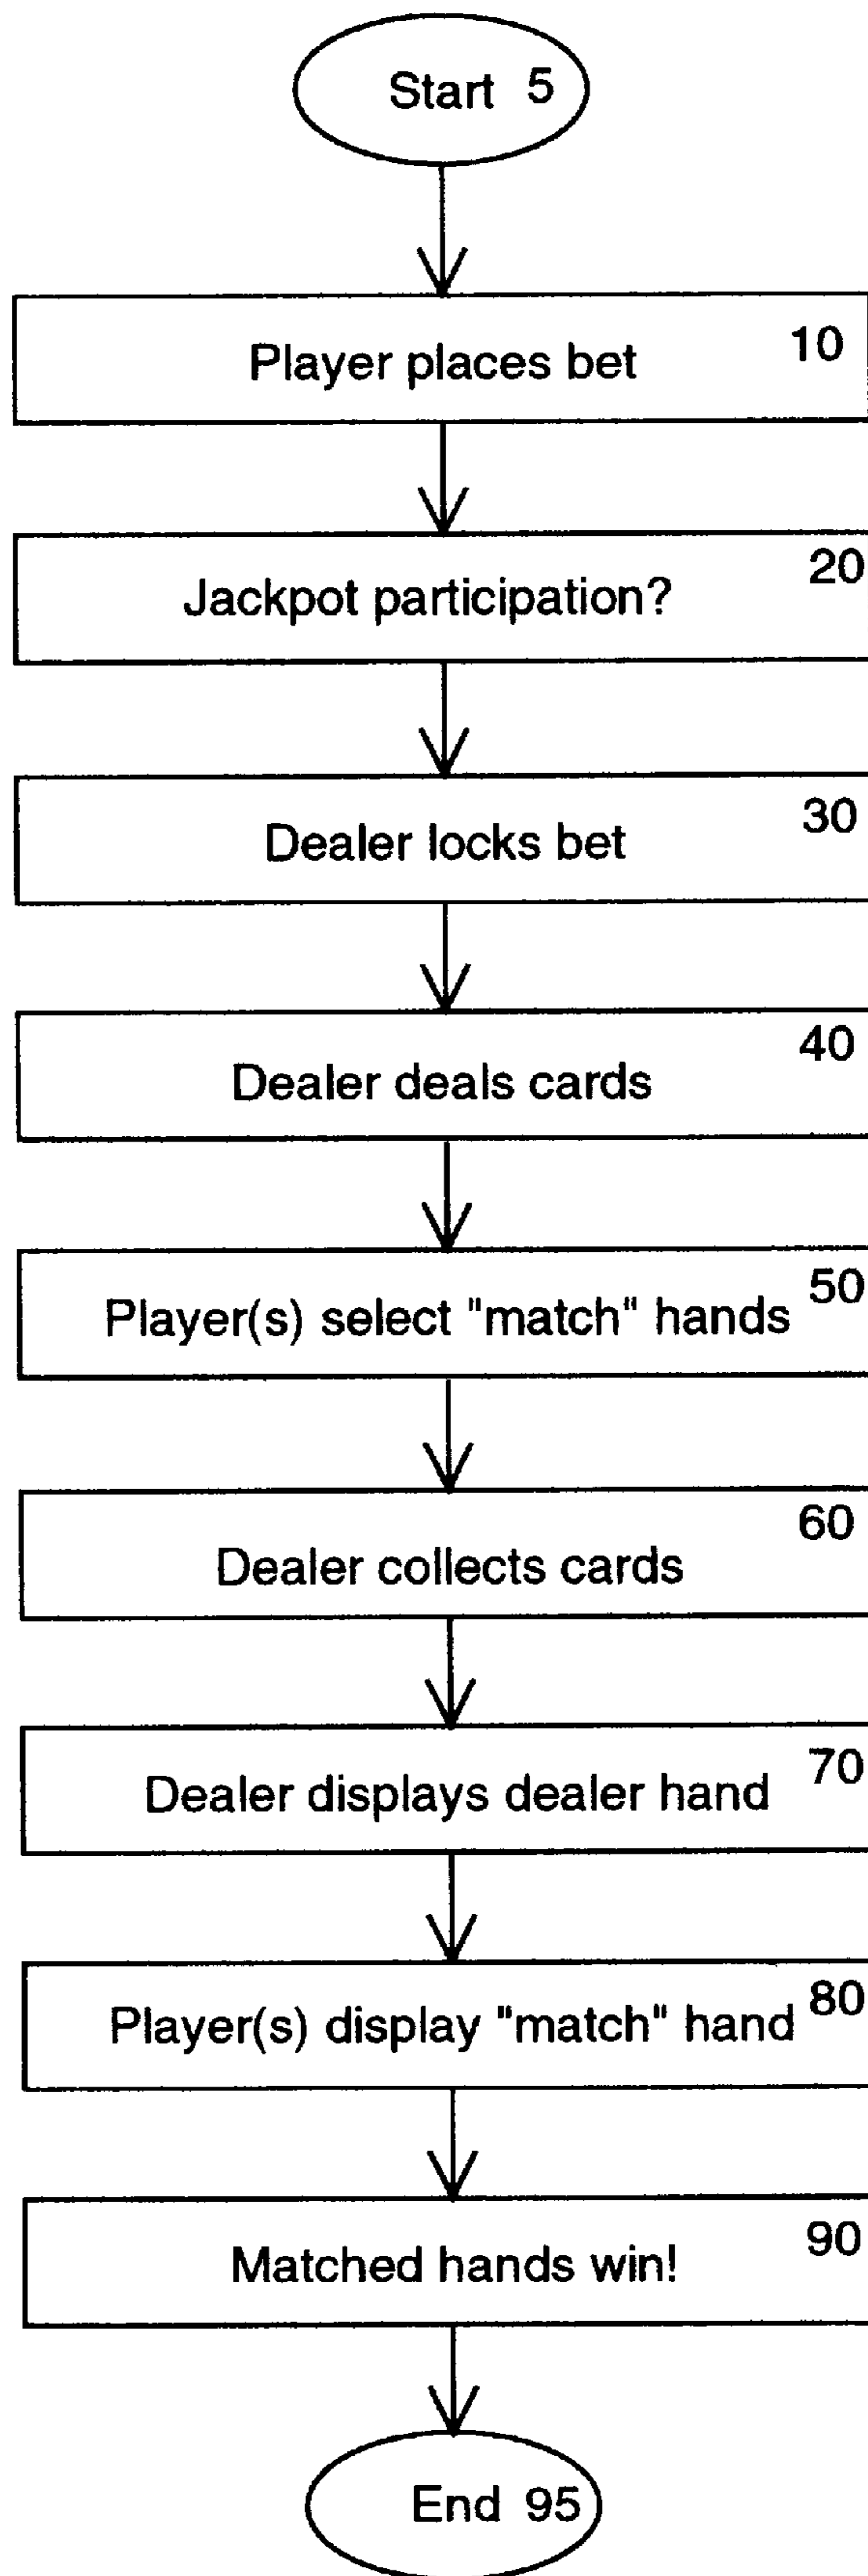 Start 5
Player places bet 10
Jackpot participation? 20
Dealer locks bet 30
Dealer deals cards 40
Player(s) select "match" hands 50
Dealer collects cards 60
Dealer displays dealer hand 70
Player(s) display "match" hand 80
Matched hands win! 90
End 95